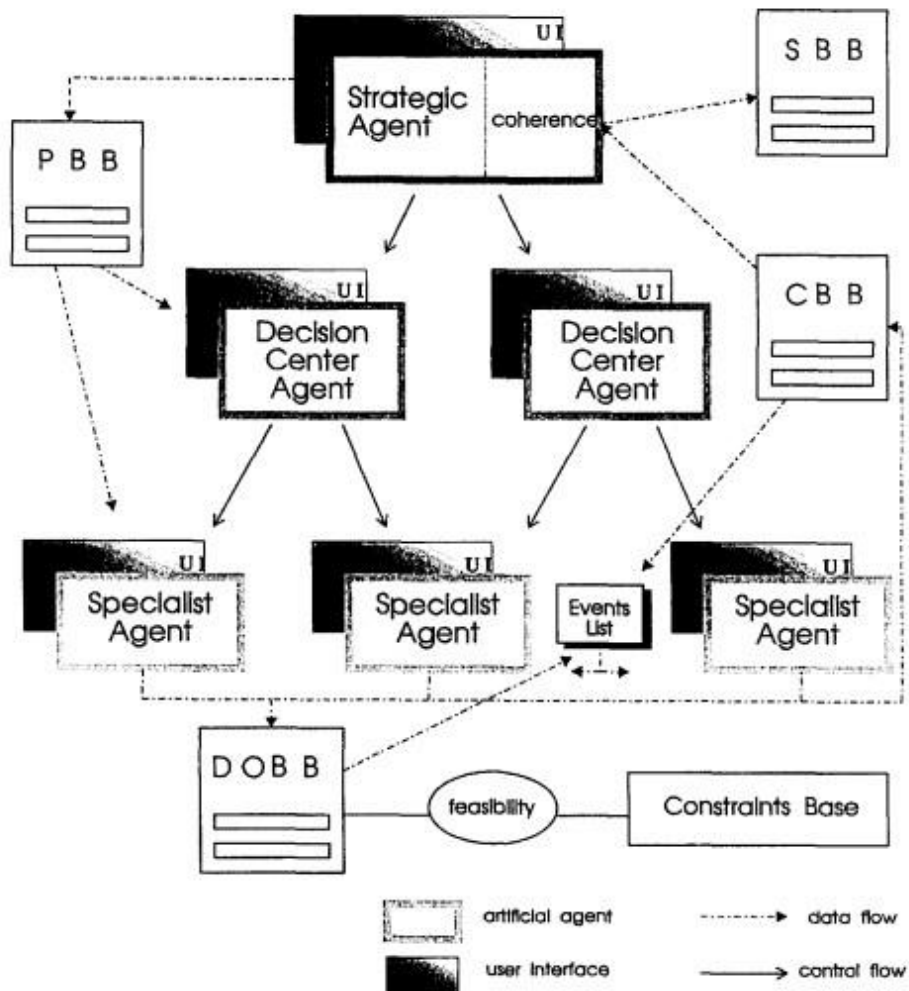 UI
S B B
Strategic
Agent
coherence
P B B
UI
UI
C B B
Decision
Center
Agent
Decision
Center
Agent
UI
UI
UI
Specialist
Agent
Specialist
Agent
Events
List
Specialist
Agent
D O B B
feasibility
Constraints Base
artificial agent
data flow
user Interface
control flow